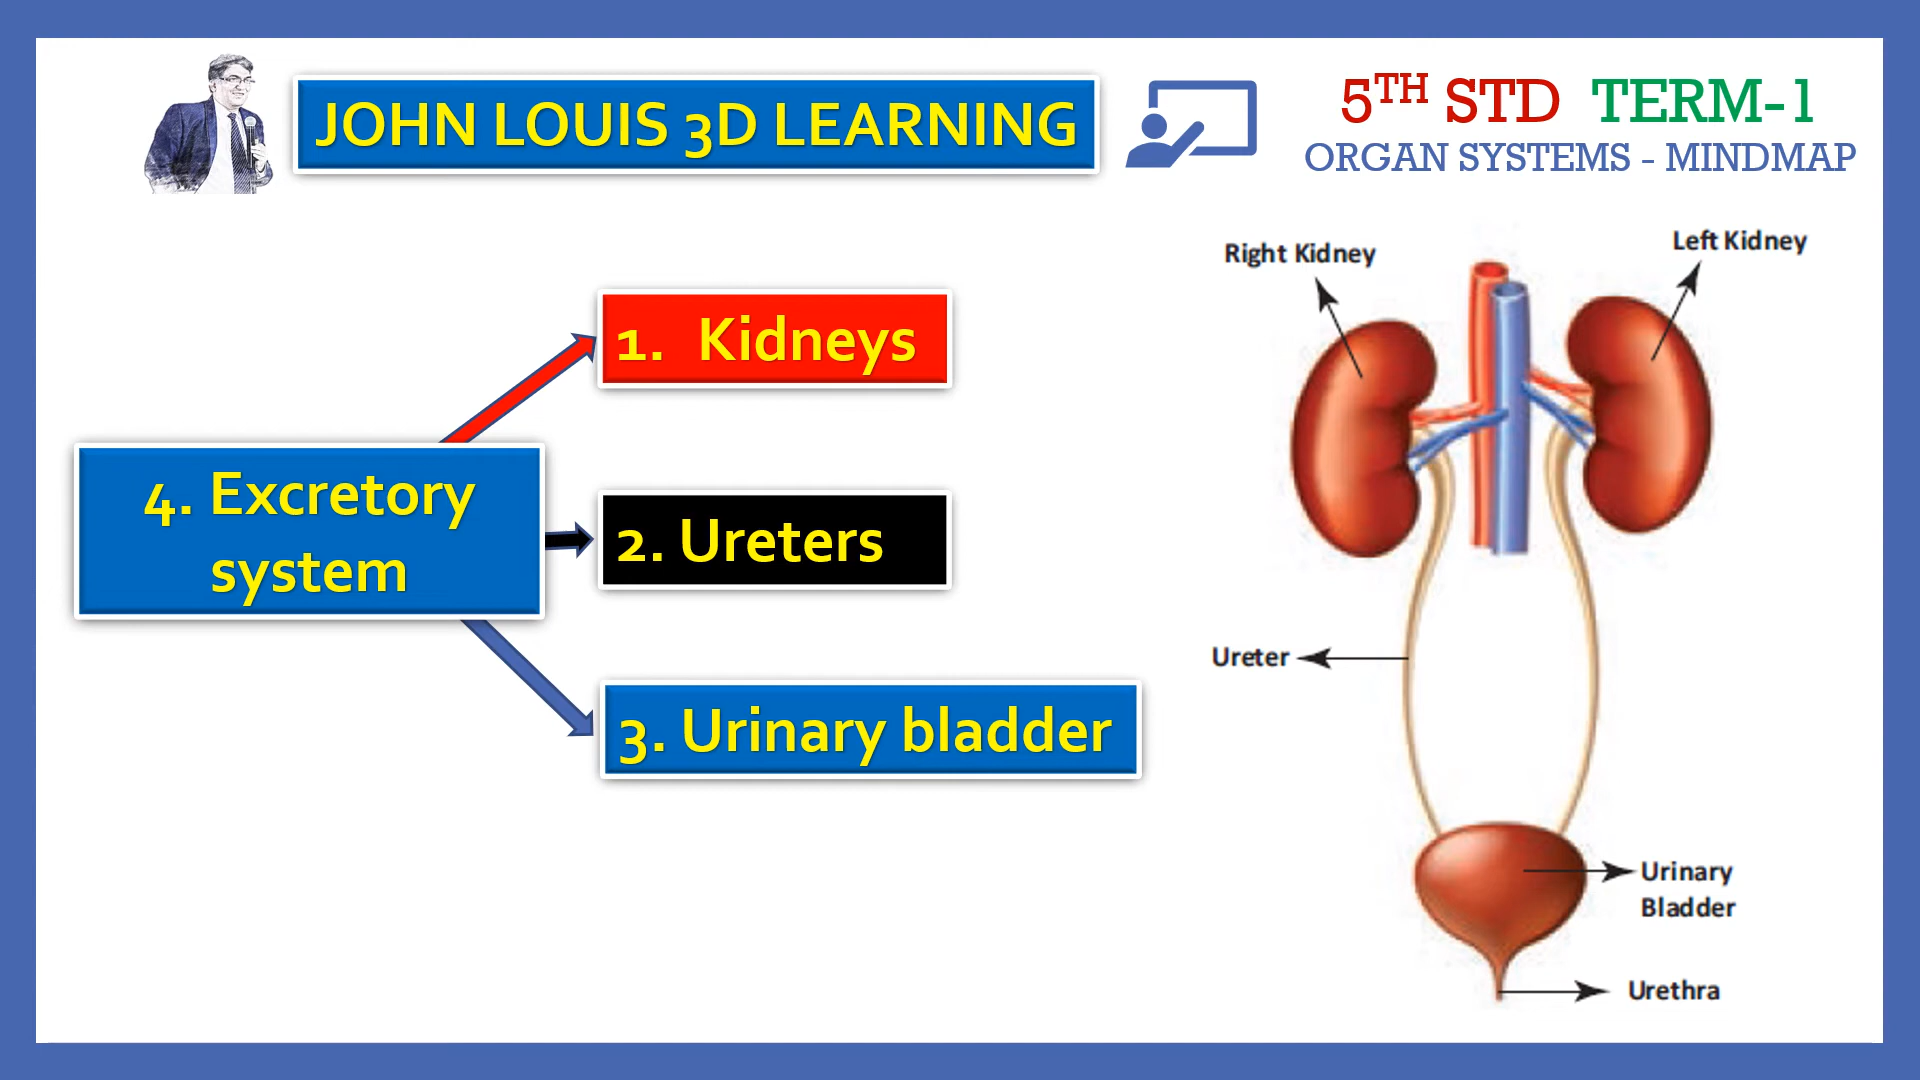 JOHN LOUIS 3D LEARNING
5TH STD TERM-1
ORGAN SYSTEMS - MINDMAP
1. Kidneys
4. Excretory
system
2. Ureters
3. Urinary bladder
Right Kidney
Left Kidney
Ureter
Urinary
Bladder
Urethra